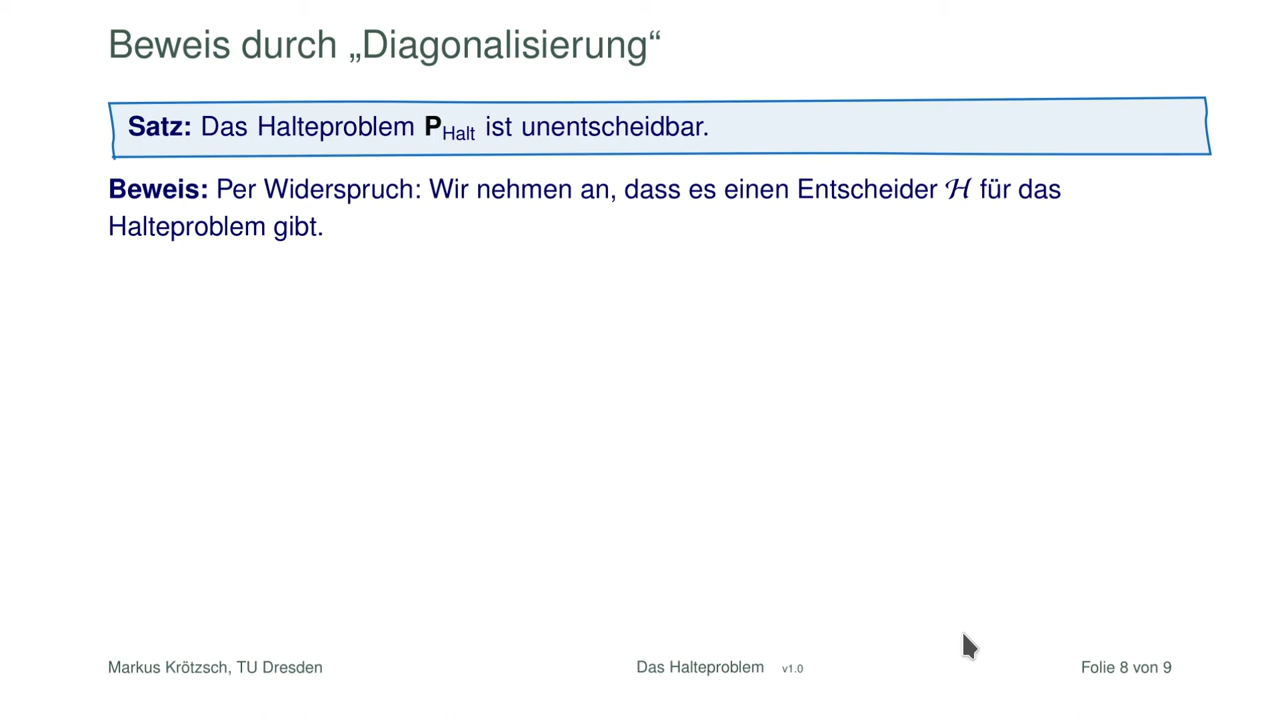 Beweis durch „Diagonalisierung“
Satz: Das Halteproblem P_Halt ist unentscheidbar.
Beweis: Per Widerspruch: Wir nehmen an, dass es einen Entscheider ℋ für das
Halteproblem gibt.
Markus Krötzsch, TU Dresden Das Halteproblem v1.0 Folie 8 von 9